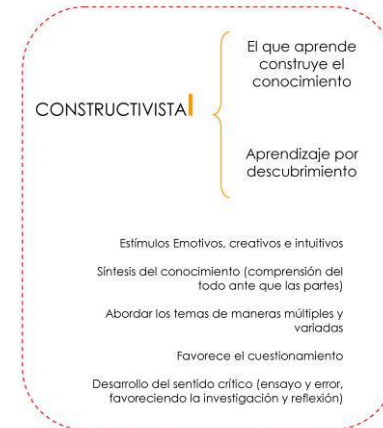 El que aprende
construye el
conocimiento
CONSTRUCTIVISTA
Aprendizaje por
descubrimiento
Estímulos Emotivos, creativos e intuitivos
Síntesis del conocimiento (comprensión del
todo ante que las partes)
Abordar los temas de maneras múltiples y
variadas
Favorece el cuestionamiento
Desarrollo del sentido crítico (ensayo y error,
favoreciendo la investigación y reflexión)